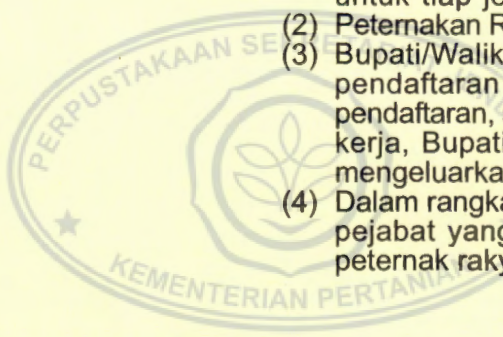 untuk tiap je
(2) Peternakan R
(3) Bupati/Walik
pendaftaran
pendaftaran,
kerja, Bupati
mengeluarka
(4) Dalam rangka
pejabat yang
peternak raky
PERPUSTAKAAN SEKRETARIAT
KEMENTERIAN PERTANIAN